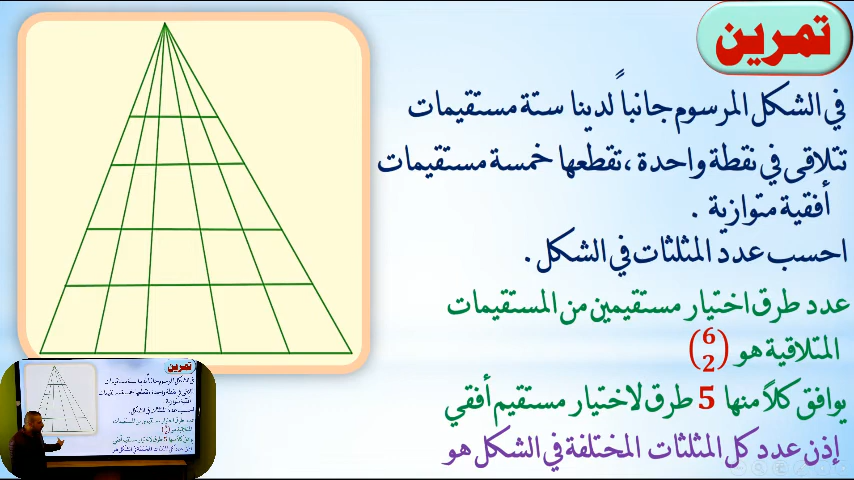 تمرين
في الشكل المرسوم جانباً لدينا ستة مستقيمات
تتلاقى في نقطة واحدة ، تقطعها خمسة مستقيمات
أفقية متوازية .
احسب عدد المثلثات في الشكل .
عدد طرق اختيار مستقيمين من المستقيمات
المتلاقية هو (6 2)
يوافق كلاً منها 5 طرق لاختيار مستقيم أفقي
إذن عدد كل المثلثات المختلفة في الشكل هو